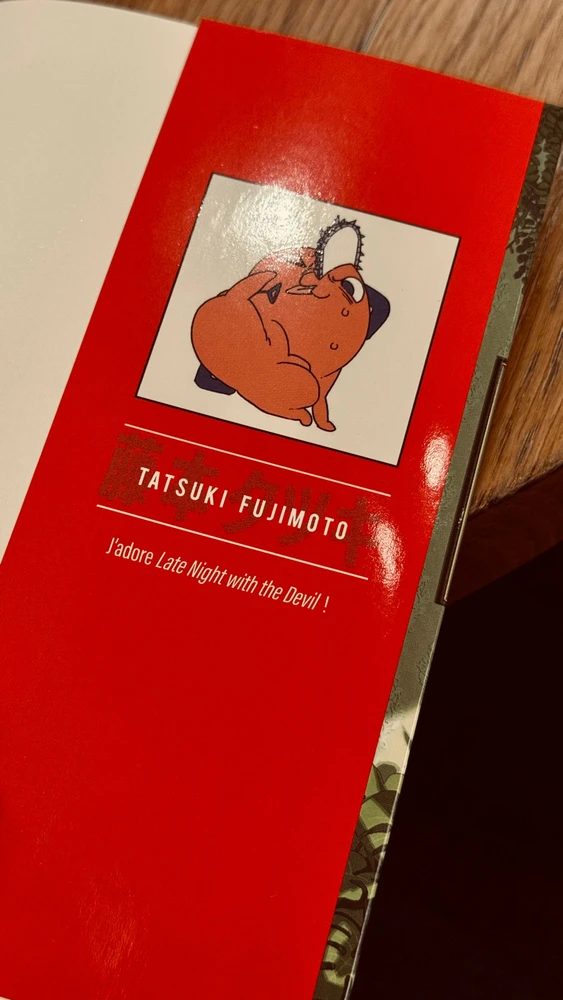 藤本タツキ
TATSUKI FUJIMOTO
J'adore Late Night with the Devil !